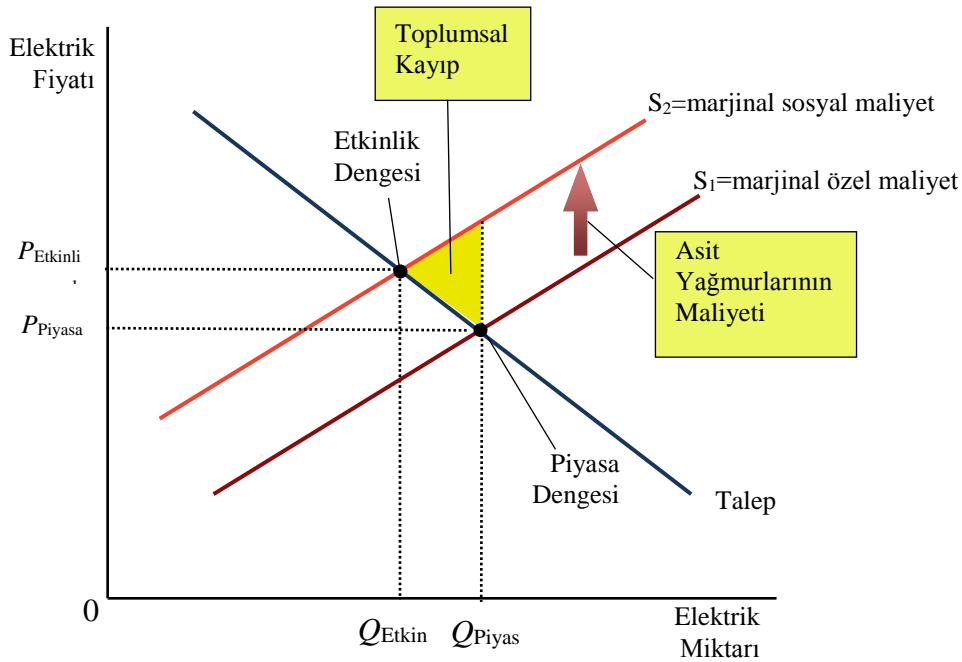 Elektrik
Fiyatı
Toplumsal
Kayıp
Etkinlik
Dengesi
S₂=marjinal sosyal maliyet
S₁=marjinal özel maliyet
Asit
Yağmurlarının
Maliyeti
PEtkinli
PPiyasa
Piyasa
Dengesi
Talep
0
QEtkin
QPiyas
Elektrik
Miktarı